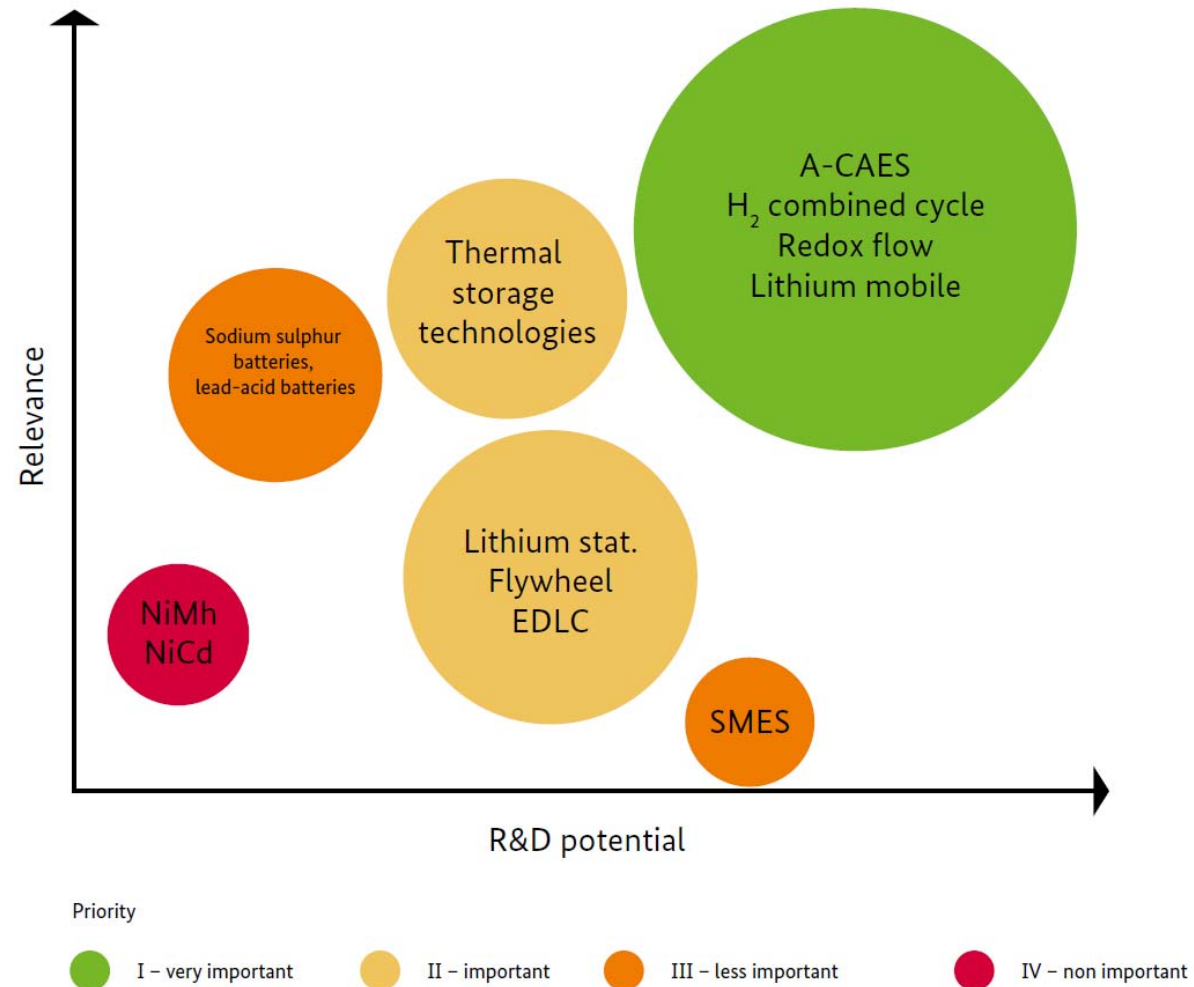 A-CAES
H₂ combined cycle
Redox flow
Lithium mobile
Thermal
storage
technologies
Sodium sulphur
batteries,
lead-acid batteries
Relevance
Lithium stat.
Flywheel
EDLC
NiMh
NiCd
SMES
R&D potential
Priority
I – very important
II – important
III – less important
IV – non important